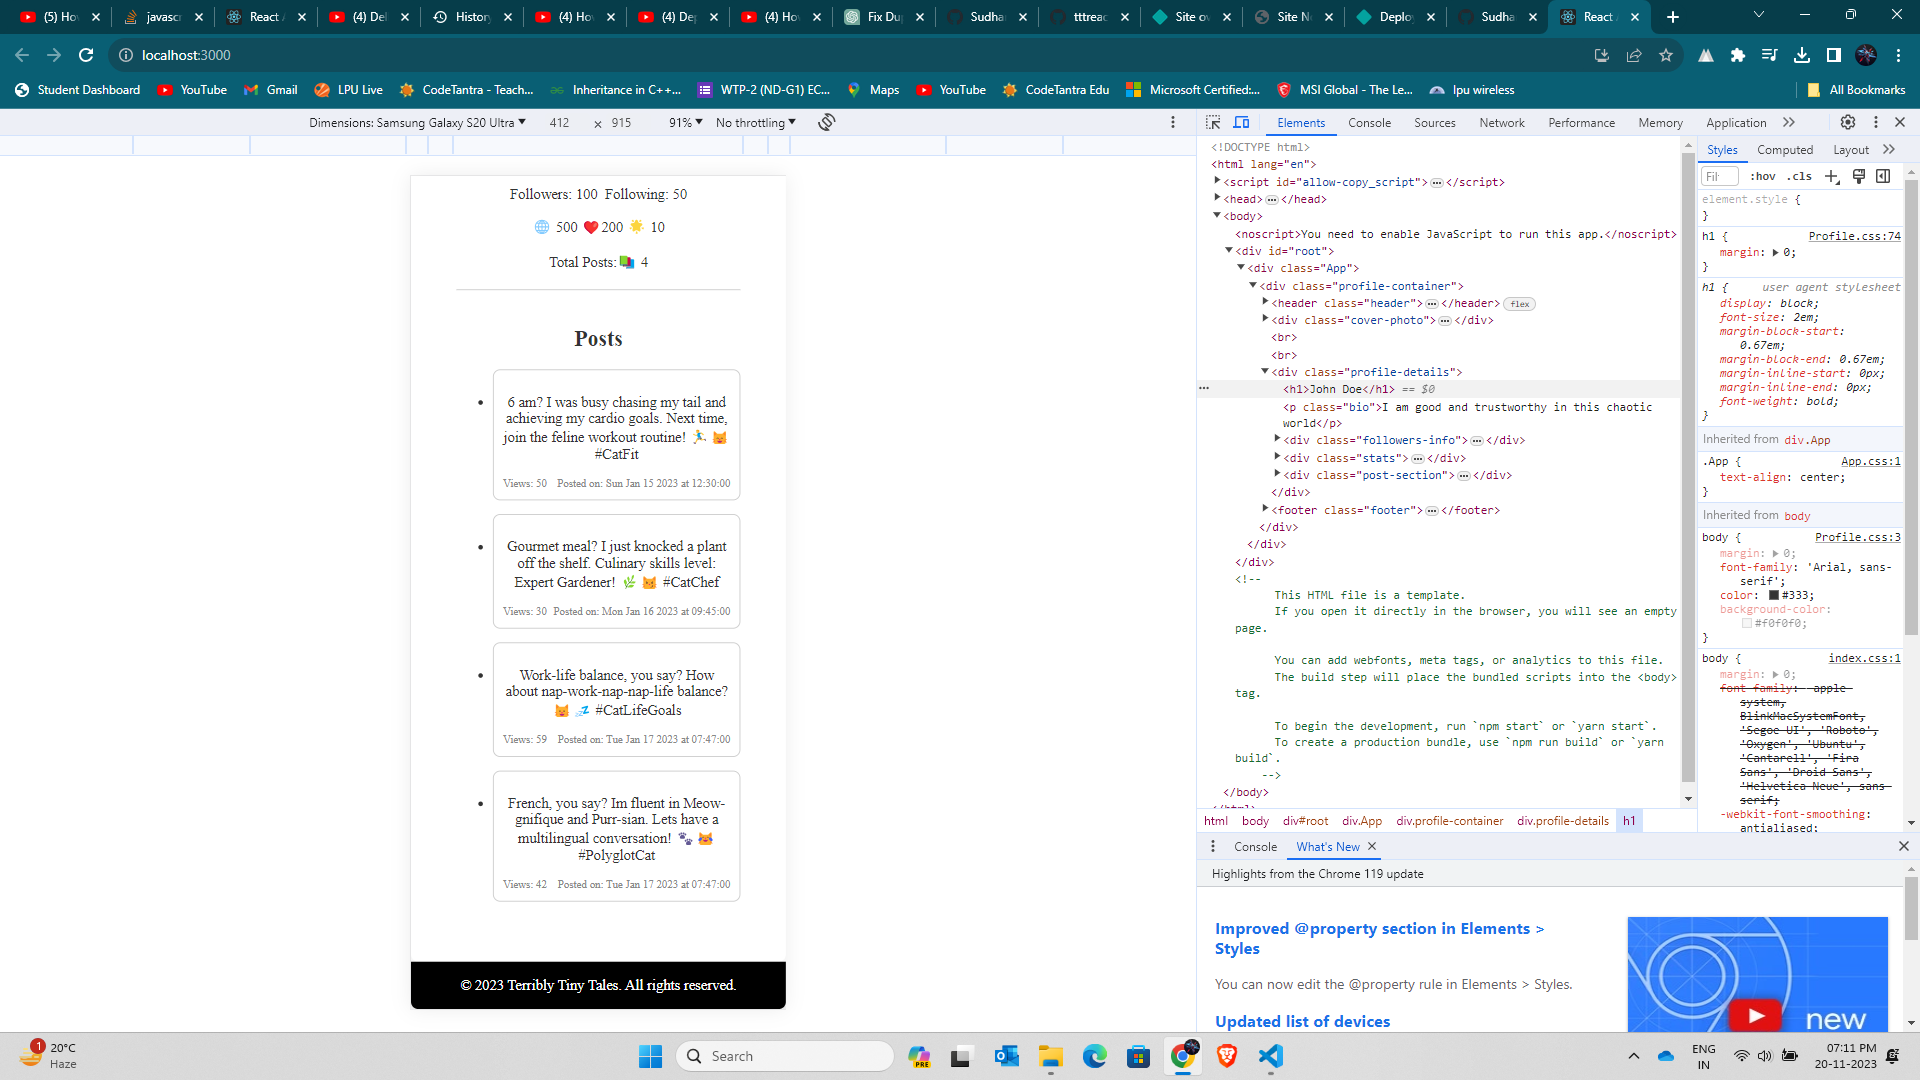 (5) Ho
javasc
React
(4) Del
History
(4) Ho
(4) De
(4) Ho
Fix Du
Sudha
tttreac
Site ov
Site N
Deplo
Sudha
React
localhost:3000
Student Dashboard
YouTube
Gmail
LPU Live
CodeTantra - Teach...
Inheritance in C++...
WTP-2 (ND-G1) EC...
Maps
YouTube
CodeTantra Edu
Microsoft Certified:...
MSI Global - The Le...
lpu wireless
All Bookmarks
Dimensions: Samsung Galaxy S20 Ultra 412 × 915 91% No throttling
Followers: 100 Following: 50
500 200 10
Total Posts: 4
Posts
6 am? I was busy chasing my tail and
achieving my cardio goals. Next time,
join the feline workout routine!
#CatFit
Views: 50 Posted on: Sun Jan 15 2023 at 12:30:00
Gourmet meal? I just knocked a plant
off the shelf. Culinary skills level:
Expert Gardener! #CatChef
Views: 30 Posted on: Mon Jan 16 2023 at 09:45:00
Work-life balance, you say? How
about nap-work-nap-nap-life balance?
#CatLifeGoals
Views: 59 Posted on: Tue Jan 17 2023 at 07:47:00
French, you say? Im fluent in Meow-
gnifique and Purr-sian. Lets have a
multilingual conversation!
#PolyglotCat
Views: 42 Posted on: Tue Jan 17 2023 at 07:47:00
© 2023 Terribly Tiny Tales. All rights reserved.
Elements Console Sources Network Performance Memory Application
<!DOCTYPE html>
<html lang="en">
<script id="allow-copy_script">…</script>
<head>…</head>
<body>
<noscript>You need to enable JavaScript to run this app.</noscript>
<div id="root">
<div class="App">
<div class="profile-container">
<header class="header">…</header> flex
<div class="cover-photo">…</div>
<br>
<br>
<div class="profile-details">
… <h1>John Doe</h1> == $0
<p class="bio">I am good and trustworthy in this chaotic
world</p>
<div class="followers-info">…</div>
<div class="stats">…</div>
<div class="post-section">…</div>
</div>
<footer class="footer">…</footer>
</div>
</div>
</div>
<!--
This HTML file is a template.
If you open it directly in the browser, you will see an empty
page.
You can add webfonts, meta tags, or analytics to this file.
The build step will place the bundled scripts into the <body>
tag.
To begin the development, run `npm start` or `yarn start`.
To create a production bundle, use `npm run build` or `yarn
build`.
-->
</body>
</html>
html body div#root div.App div.profile-container div.profile-details h1
Styles Computed Layout
Fil :hov .cls
element.style {
}
h1 { Profile.css:74
margin: 0;
}
h1 { user agent stylesheet
display: block;
font-size: 2em;
margin-block-start:
0.67em;
margin-block-end: 0.67em;
margin-inline-start: 0px;
margin-inline-end: 0px;
font-weight: bold;
}
Inherited from div.App
.App { App.css:1
text-align: center;
}
Inherited from body
body { Profile.css:3
margin: 0;
font-family: 'Arial, sans-
serif';
color: #333;
background-color:
#f0f0f0;
}
body { index.css:1
margin: 0;
font-family: -apple-
system,
BlinkMacSystemFont,
'Segoe UI', 'Roboto',
'Oxygen', 'Ubuntu',
'Cantarell', 'Fira
Sans', 'Droid Sans',
'Helvetica Neue', sans-
serif;
-webkit-font-smoothing:
antialiased;
Console What's New
Highlights from the Chrome 119 update
Improved @property section in Elements >
Styles
You can now edit the @property rule in Elements > Styles.
Updated list of devices
new
1
20°C
Haze
Search
PRE
ENG
IN
07:11 PM
20-11-2023